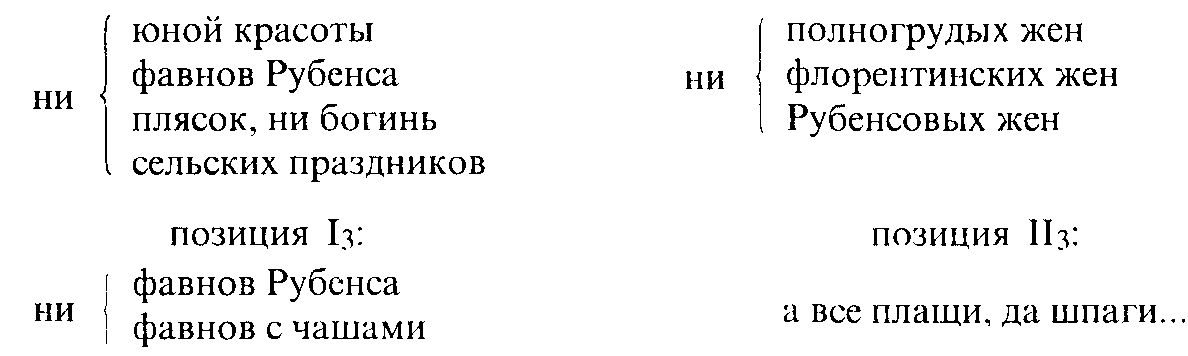 ни
юной красоты
фавнов Рубенса
плясок, ни богинь
сельских праздников
ни
полногрудых жен
флорентинских жен
Рубенсовых жен
позиция I₃:
ни
фавнов Рубенса
фавнов с чашами
позиция II₃:
а все плащи, да шпаги...